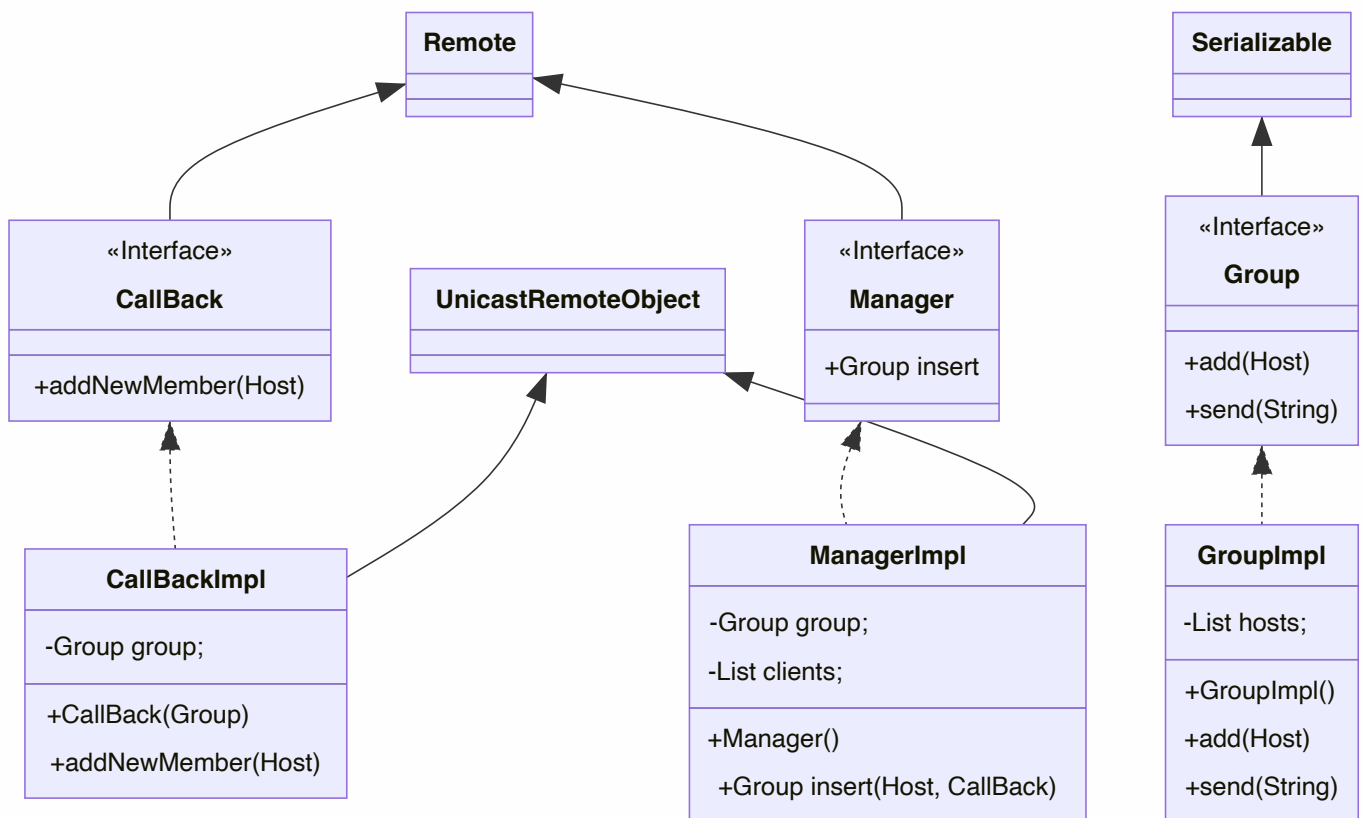 Remote
Serializable
«Interface»
CallBack
+addNewMember(Host)
UnicastRemoteObject
«Interface»
Manager
+Group insert
«Interface»
Group
+add(Host)
+send(String)
CallBackImpl
-Group group;
+CallBack(Group)
+addNewMember(Host)
ManagerImpl
-Group group;
-List clients;
+Manager()
+Group insert(Host, CallBack)
GroupImpl
-List hosts;
+GroupImpl()
+add(Host)
+send(String)